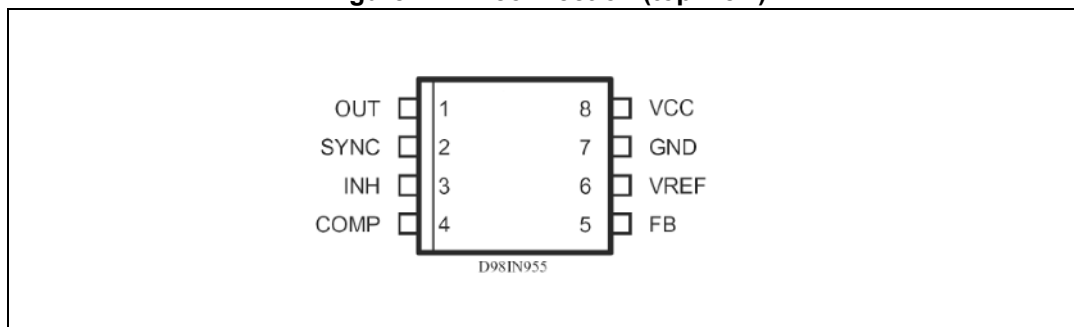 OUT 1 8 VCC
SYNC 2 7 GND
INH 3 6 VREF
COMP 4 5 FB
D98IN955